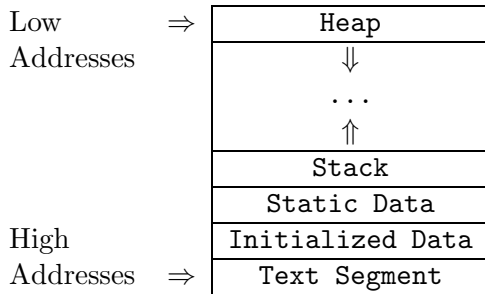 Low ⇒ Heap
Addresses ⇓
...
⇑
Stack
Static Data
High Initialized Data
Addresses ⇒ Text Segment